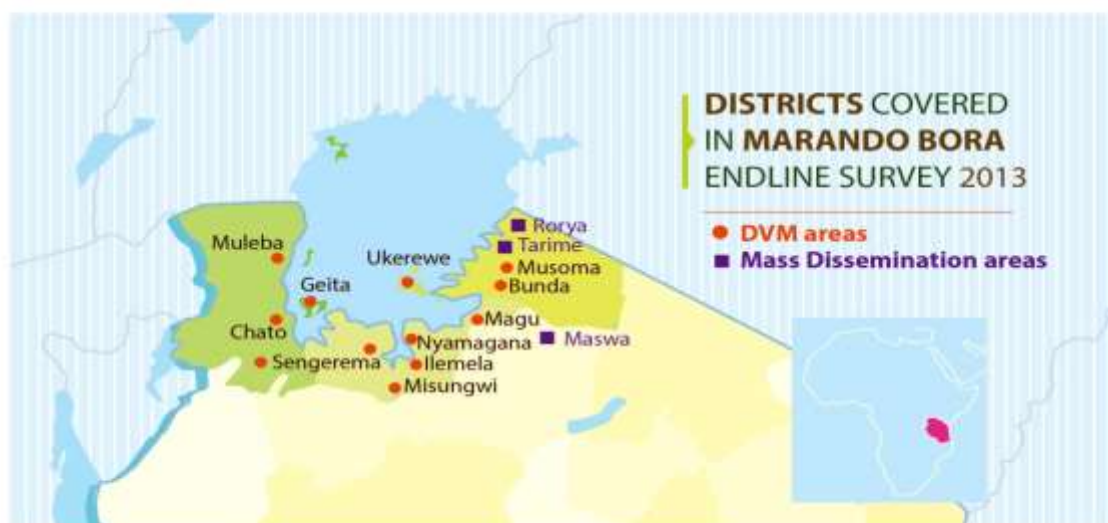 DISTRICTS COVERED
IN MARANDO BORA
ENDLINE SURVEY 2013
DVM areas
Mass Dissemination areas
Rorya
Tarime
Muleba
Ukerewe
Musoma
Geita
Bunda
Chato
Magu
Nyamagana
Maswa
Sengerema
Ilemela
Misungwi